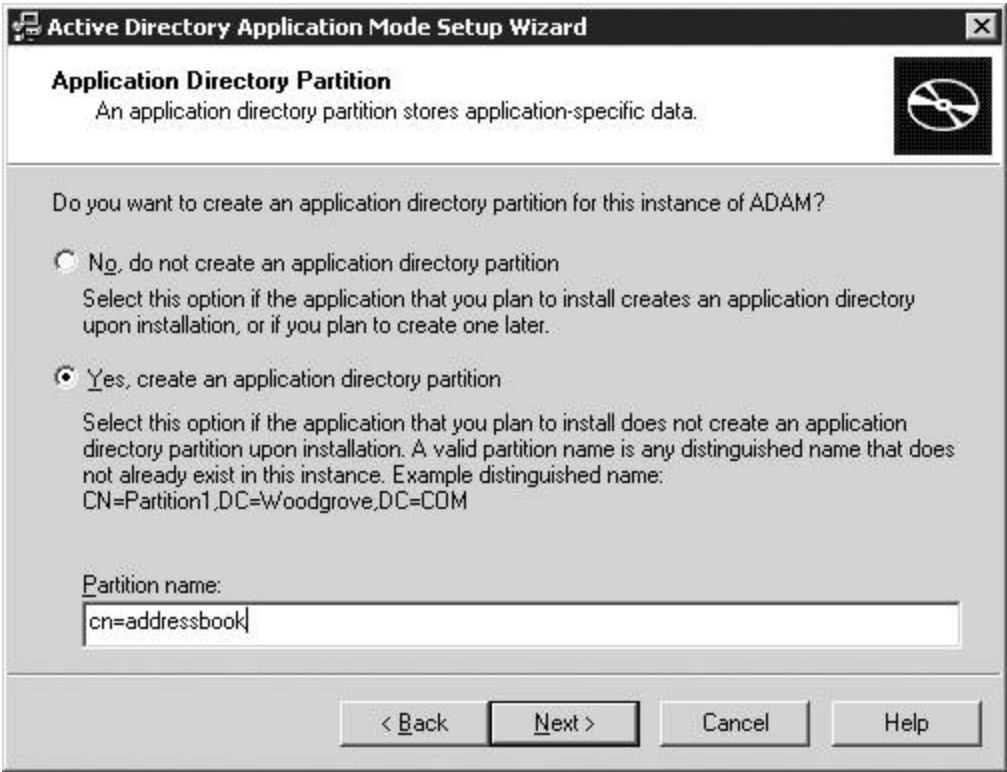 Active Directory Application Mode Setup Wizard
Application Directory Partition
An application directory partition stores application-specific data.
Do you want to create an application directory partition for this instance of ADAM?
No, do not create an application directory partition
Select this option if the application that you plan to install creates an application directory
upon installation, or if you plan to create one later.
Yes, create an application directory partition
Select this option if the application that you plan to install does not create an application
directory partition upon installation. A valid partition name is any distinguished name that does
not already exist in this instance. Example distinguished name:
CN=Partition1,DC=Woodgrove,DC=COM
Partition name:
cn=addressbook
< Back Next > Cancel Help